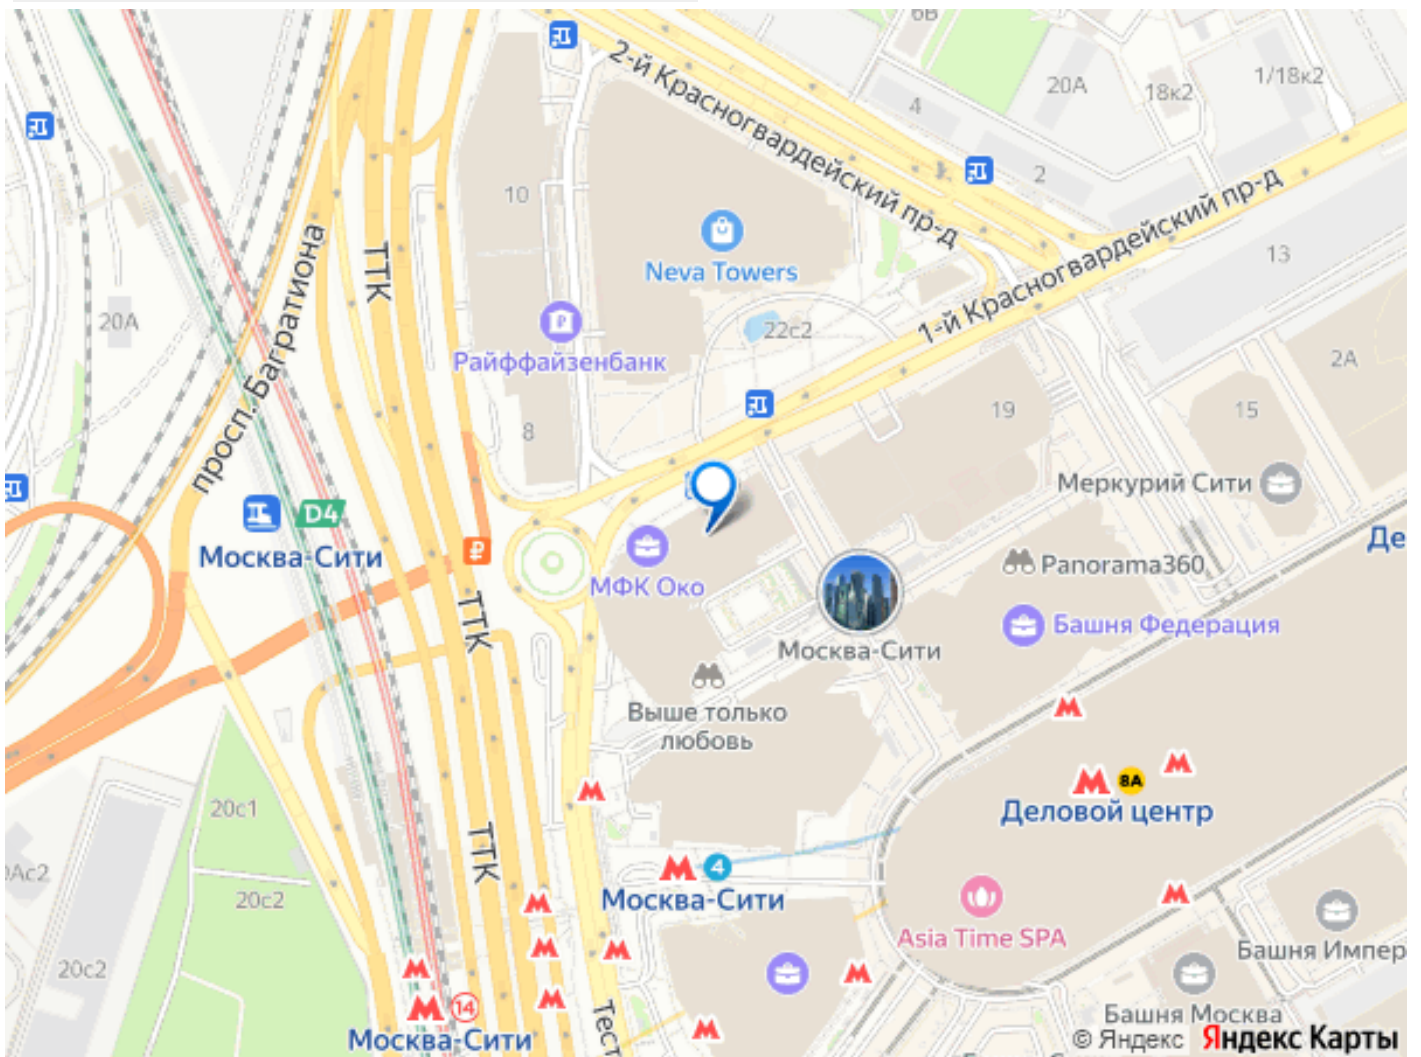 6В
2-й Красногвардейский пр-д
20А
1/18к2
18к2
4
2
10
1-й Красногвардейский пр-д
13
ТТК
просп. Багратиона
Neva Towers
20А
22с2
Райффайзенбанк
2А
8
19
15
Меркурий Сити
D4
Москва-Сити
₽
МФК Око
Де
Panorama360
Башня Федерация
ТТК
Москва-Сити
Выше только
любовь
8А
Деловой центр
20с1
ТТК
4
Москва-Сити
20с2
Asia Time SPA
Башня Импер
20с2
14
Москва-Сити
Тест
Башня Москва
© Яндекс Яндекс Карты